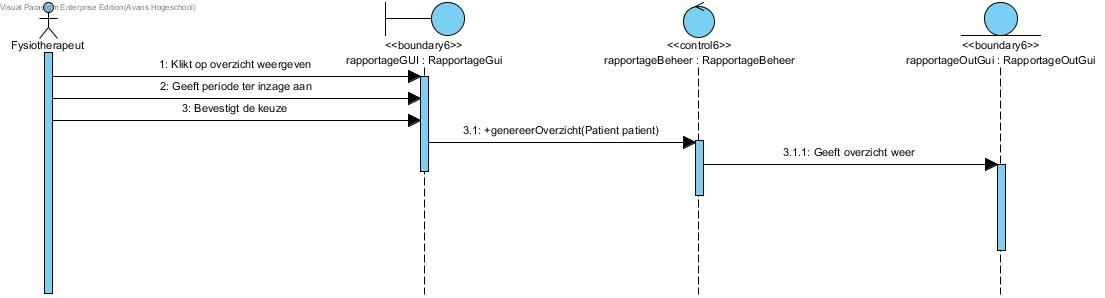 Visual Paradigm Enterprise Edition(Avans Hogeschool)
Fysiotherapeut
<<boundary6>>
rapportageGUI : RapportageGui
<<control6>>
rapportageBeheer : RapportageBeheer
<<boundary6>>
rapportageOutGui : RapportageOutGui
1: Klikt op overzicht weergeven
2: Geeft periode ter inzage aan
3: Bevestigt de keuze
3.1: +genereerOverzicht(Patient patient)
3.1.1: Geeft overzicht weer